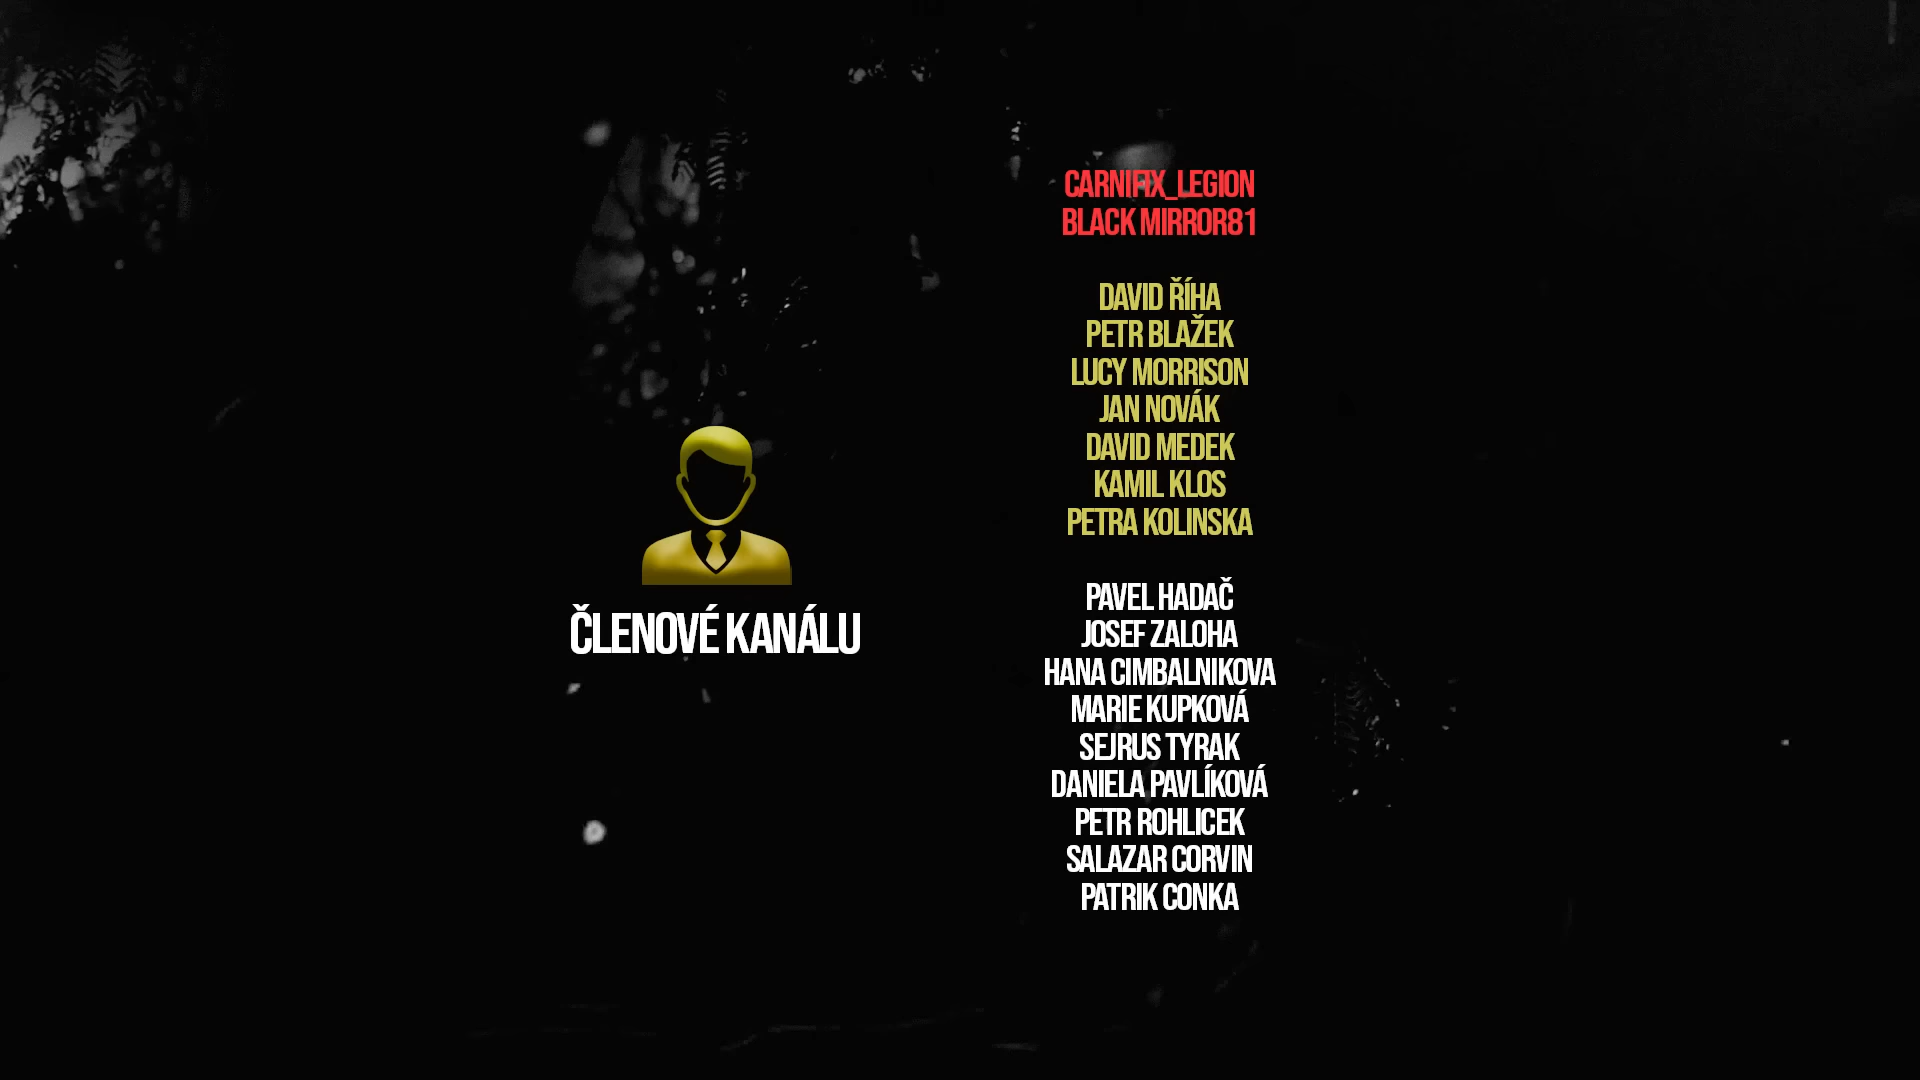 ČLENOVÉ KANÁLU
CARNIFIX_LEGION
BLACK MIRROR81
DAVID ŘÍHA
PETR BLAŽEK
LUCY MORRISON
JAN NOVÁK
DAVID MEDEK
KAMIL KLOS
PETRA KOLINSKA
PAVEL HADAČ
JOSEF ZALOHA
HANA CIMBALNIKOVA
MARIE KUPKOVÁ
SEJRUS TYRAK
DANIELA PAVLÍKOVÁ
PETR ROHLICEK
SALAZAR CORVIN
PATRIK CONKA